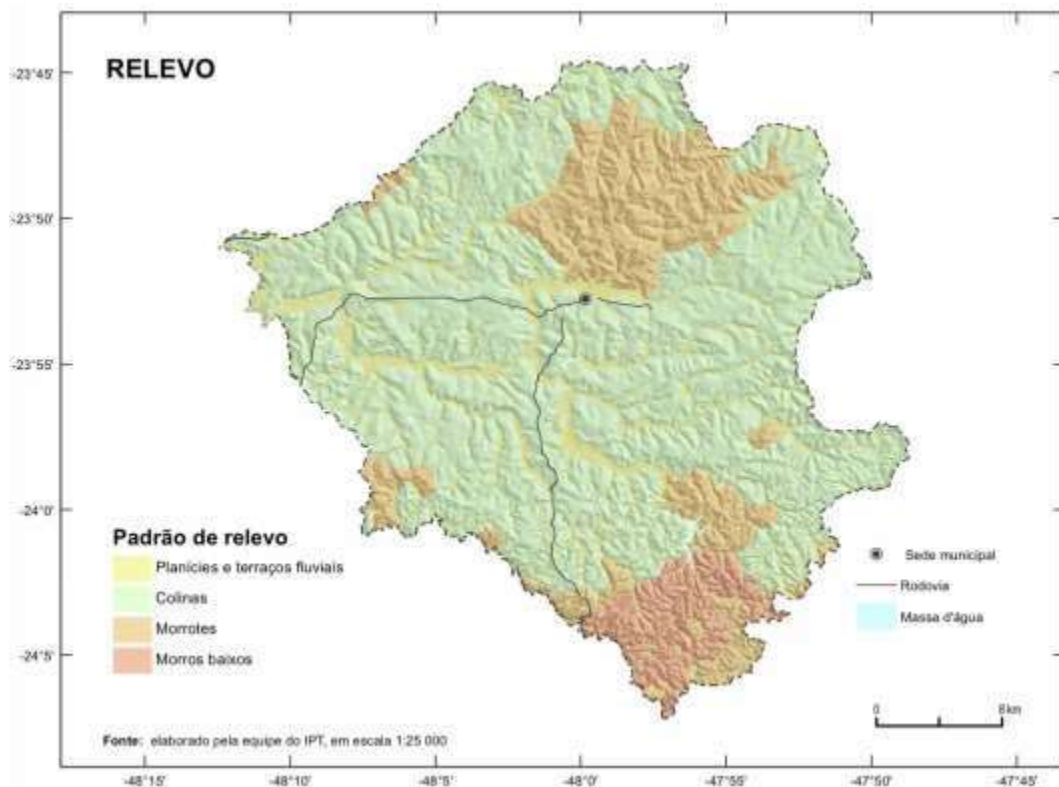 RELEVO
-23°45'
-23°50'
-23°55'
-24°0'
-24°5'
Padrão de relevo
Planícies e terraços fluviais
Colinas
Morrotes
Morros baixos
Sede municipal
Rodovia
Massa d'água
0 8km
Fonte: elaborado pela equipe do IPT, em escala 1:25 000
-48°15' -48°10' -48°5' -48°0' -47°55' -47°50' -47°45'